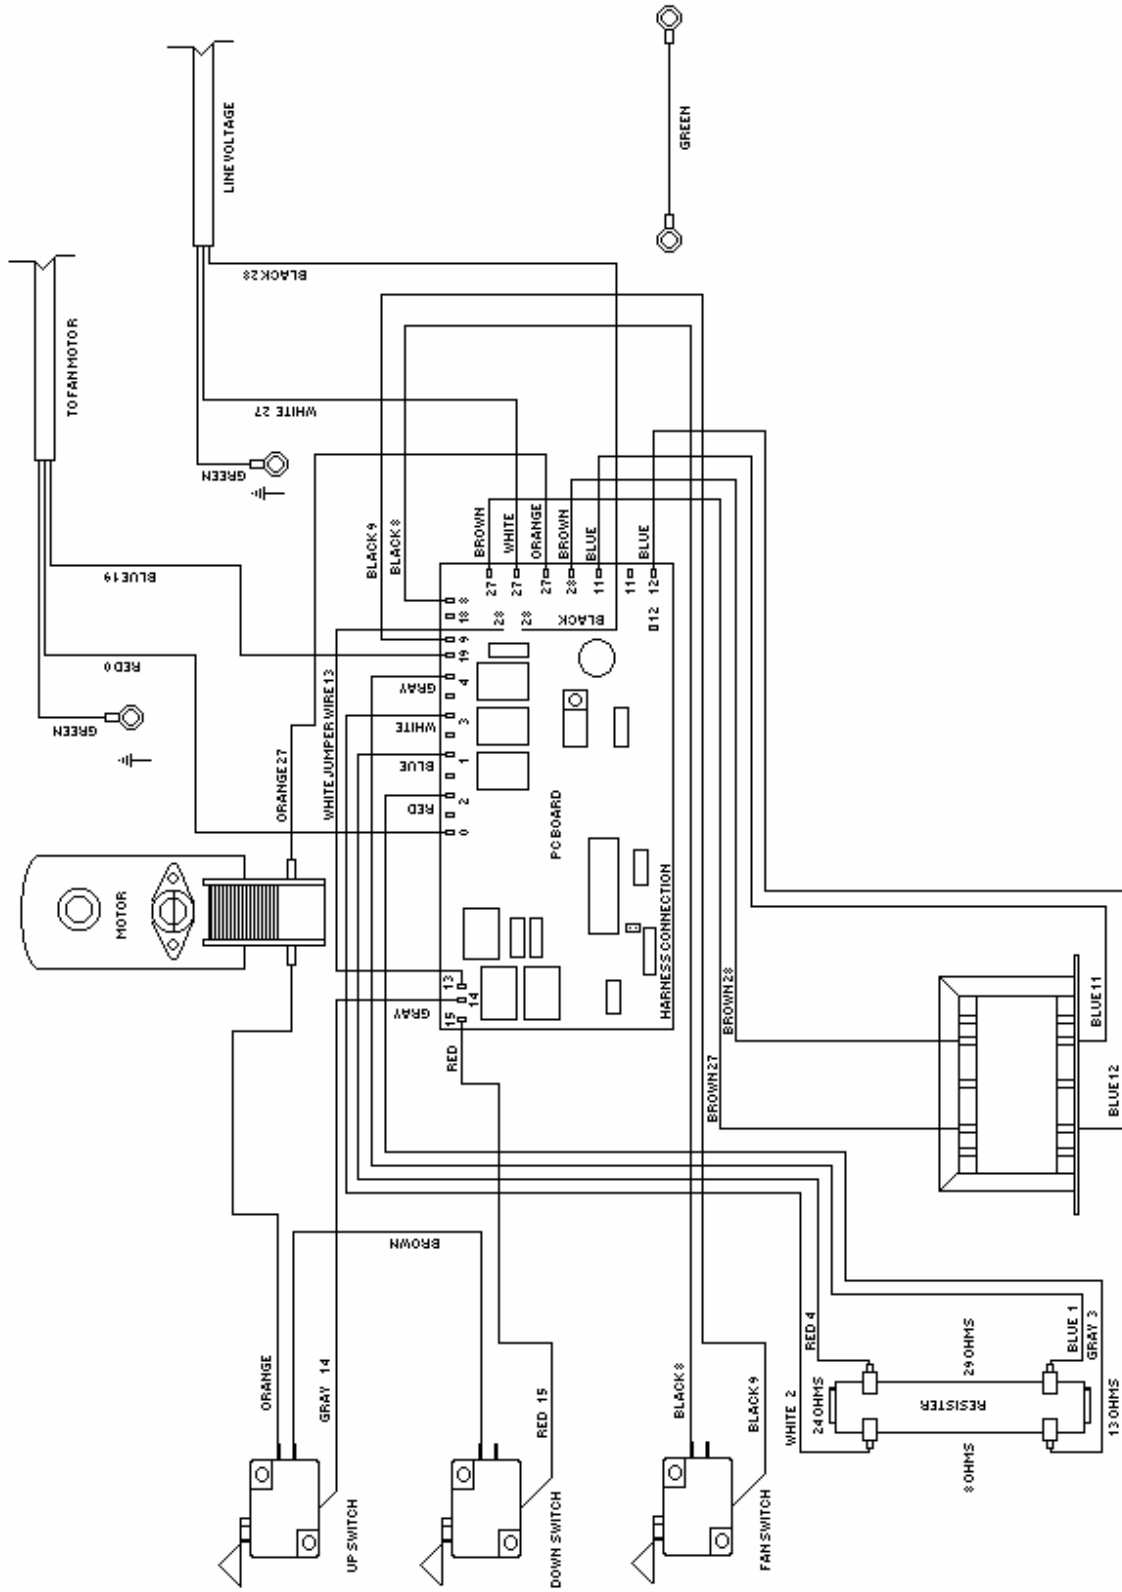 LINE VOLTAGE
GREEN
TO FAN MOTOR
BLACK 28
WHITE 27
GREEN
BLUE 19
RED 0
GREEN
BLACK 9
BLACK 8
ORANGE 27
WHITE JUMPER WIRE 13
BROWN
WHITE
ORANGE
BROWN
BLUE
BLUE
27
27
27
28
11
11
12
12
8
18
9
19
4
3
1
2
0
28
28
BLACK
GRAY
WHITE
BLUE
RED
PC BOARD
HARNESS CONNECTION
MOTOR
13
14
15
GRAY
RED
BROWN 28
BROWN 27
BLUE 11
BLUE 12
BROWN
ORANGE
GRAY 14
RED 15
BLACK 8
BLACK 9
WHITE 2
RED 4
BLUE 1
GRAY 3
24 OHMS
29 OHMS
8 OHMS
13 OHMS
RESISTER
UP SWITCH
DOWN SWITCH
FAN SWITCH